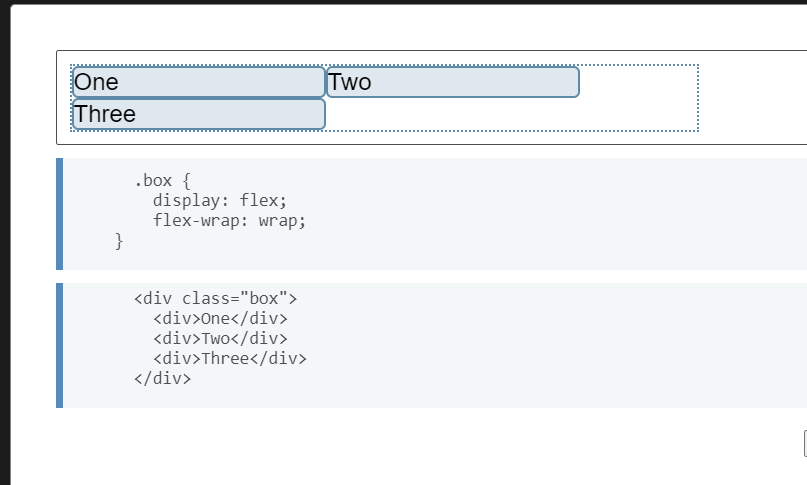 One Two
Three
.box {
display: flex;
flex-wrap: wrap;
}
<div class="box">
<div>One</div>
<div>Two</div>
<div>Three</div>
</div>